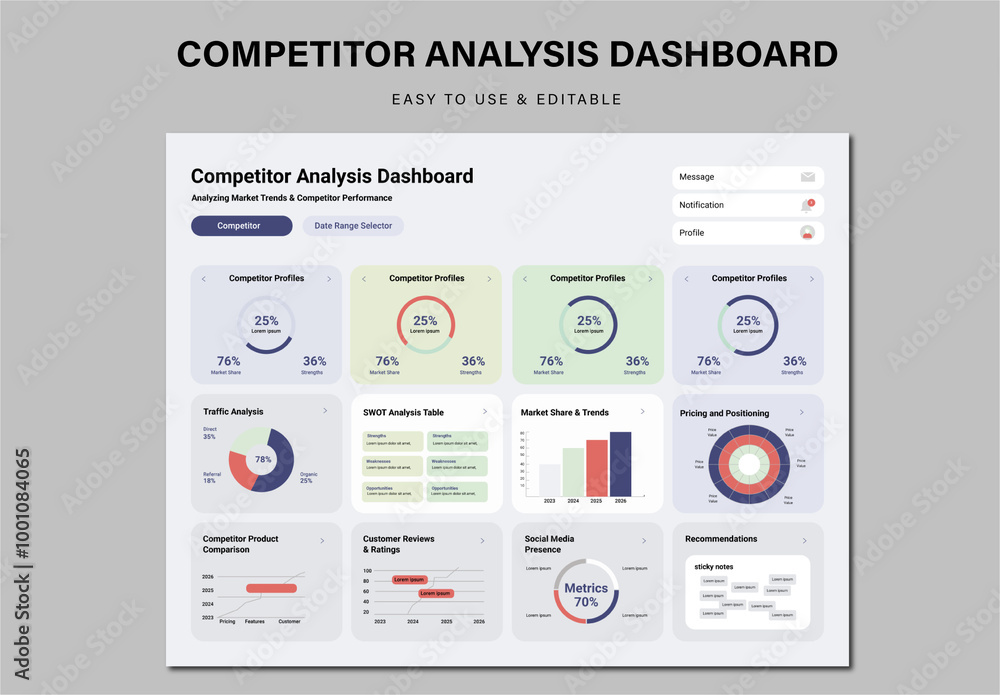 COMPETITOR ANALYSIS DASHBOARD
EASY TO USE & EDITABLE
Competitor Analysis Dashboard
Analyzing Market Trends & Competitor Performance
Competitor
Date Range Selector
Message
Notification
Profile
Competitor Profiles
25%
Lorem ipsum
76%
Market Share
36%
Strengths
Competitor Profiles
25%
Lorem ipsum
76%
Market Share
36%
Strengths
Competitor Profiles
25%
Lorem ipsum
76%
Market Share
36%
Strengths
Competitor Profiles
25%
Lorem ipsum
76%
Market Share
36%
Strengths
Traffic Analysis
Direct
35%
78%
Referral
18%
Organic
25%
SWOT Analysis Table
Strengths
Lorem ipsum dolor sit amet,
Strengths
Lorem ipsum dolor sit amet,
Weaknesses
Lorem ipsum dolor sit amet,
Weaknesses
Lorem ipsum dolor sit amet,
Opportunities
Lorem ipsum dolor sit amet,
Opportunities
Lorem ipsum dolor sit amet,
Market Share & Trends
80
70
60
50
40
30
20
10
2023 2024 2025 2026
Pricing and Positioning
Price
Value
Price
Value
Price
Value
Price
Value
Price
Value
Price
Value
Competitor Product
Comparison
2026
2025
2024
2023
Pricing Features Customer
Customer Reviews
& Ratings
100
80
60
40
20
Lorem ipsum
Lorem ipsum
2023 2024 2025 2026
Social Media
Presence
Lorem ipsum
Lorem ipsum
Metrics
70%
Lorem ipsum
Lorem ipsum
Recommendations
sticky notes
Lorem ipsum
Lorem ipsum
Lorem ipsum
Lorem ipsum
Lorem ipsum
Lorem ipsum
Lorem ipsum
Lorem ipsum
Lorem ipsum
Adobe Stock | #1001084065